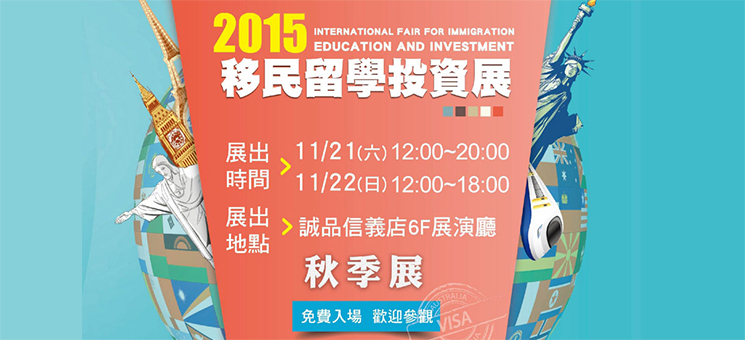 2015
INTERNATIONAL FAIR FOR IMMIGRATION
EDUCATION AND INVESTMENT
移民留學投資展
展出時間
11/21(六) 12:00~20:00
11/22(日) 12:00~18:00
展出地點
誠品信義店6F展演廳
秋季展
免費入場 歡迎參觀
AUSTRALIA
VISA